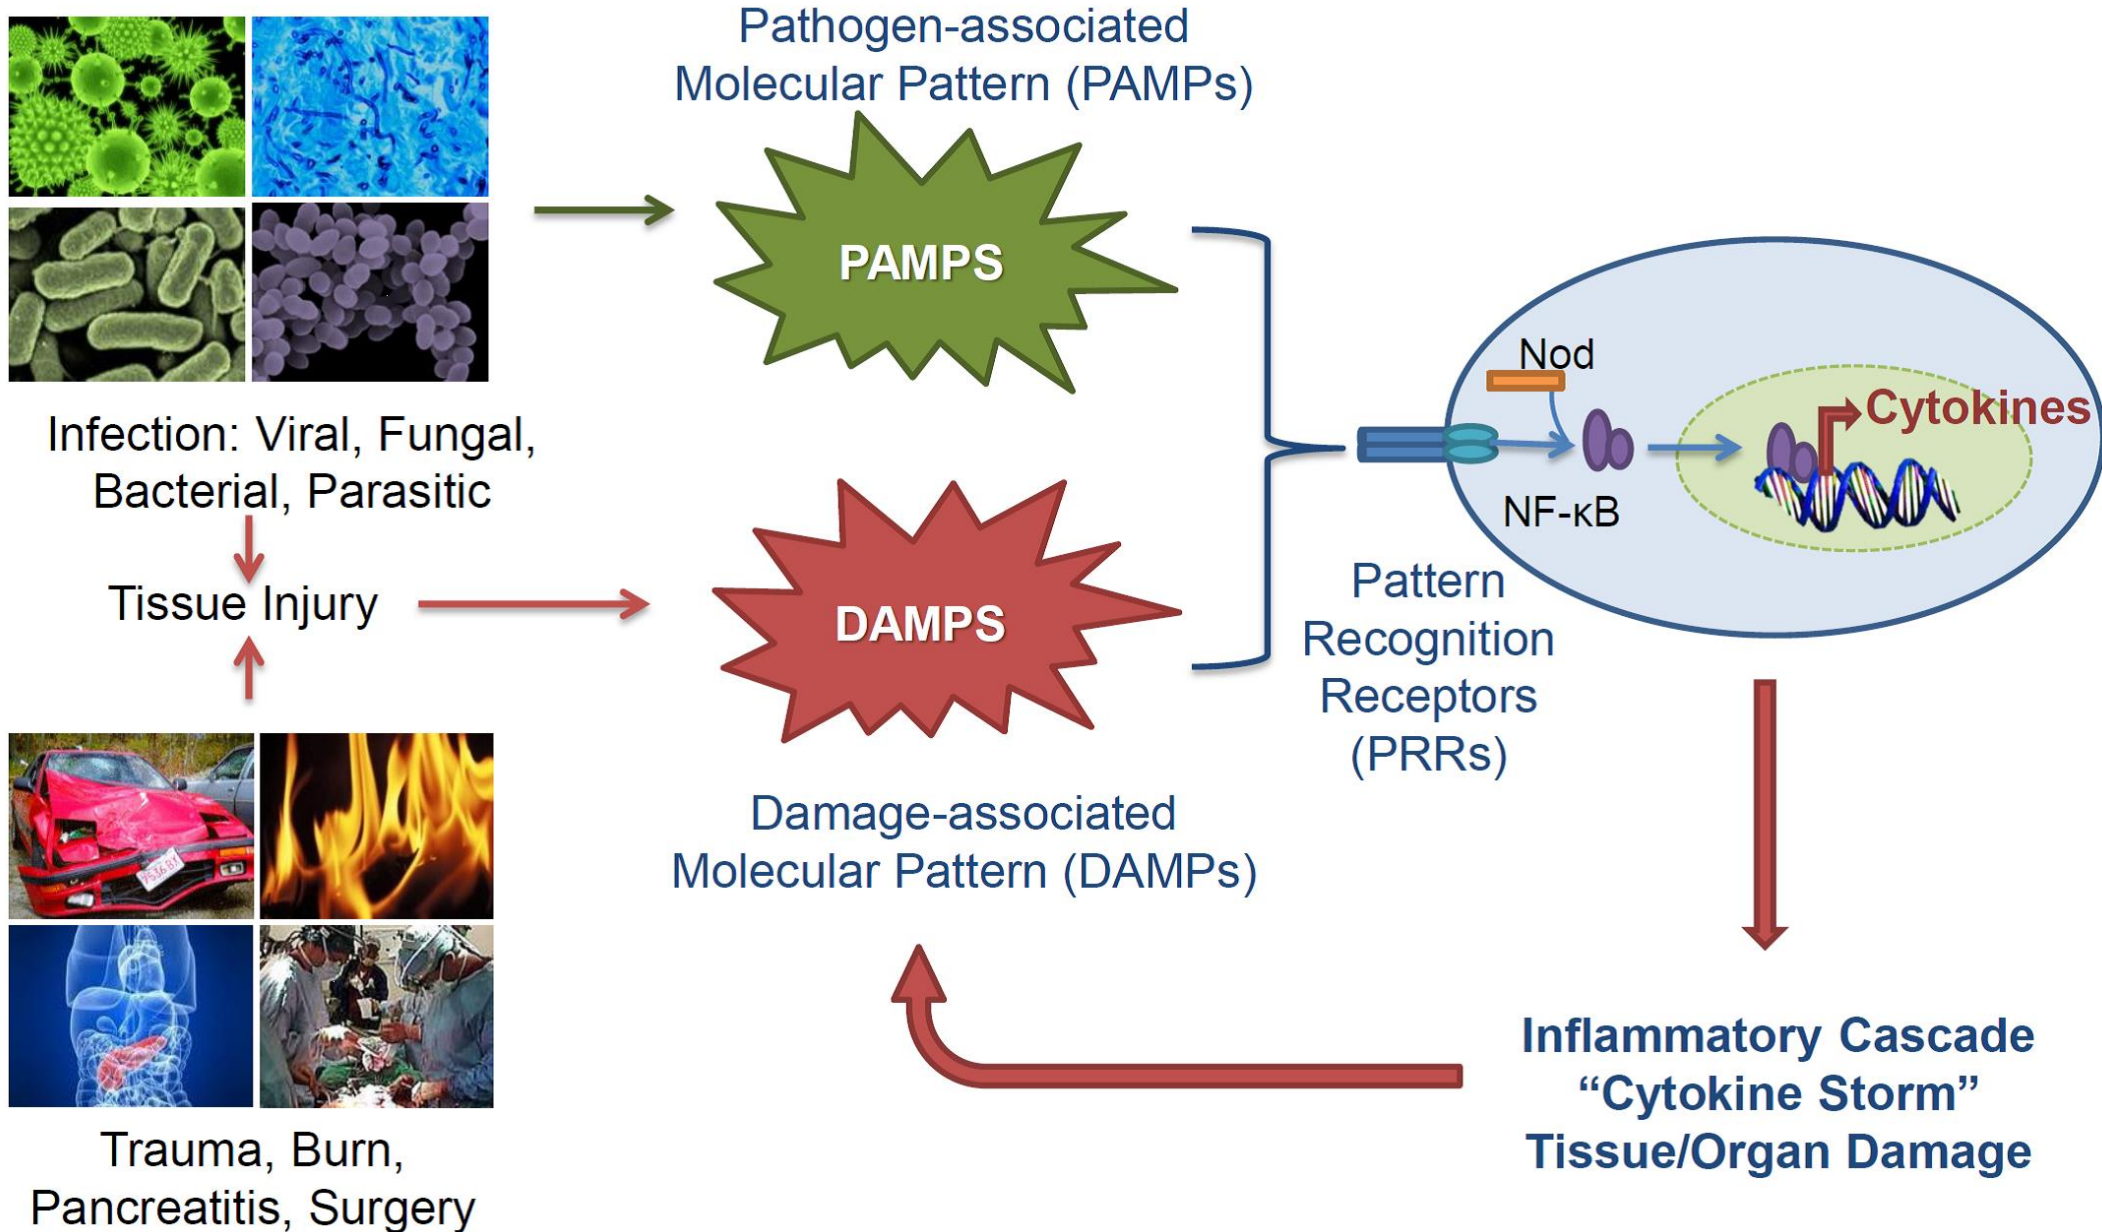 Pathogen-associated
Molecular Pattern (PAMPs)
PAMPS
Infection: Viral, Fungal,
Bacterial, Parasitic
Tissue Injury
DAMPS
Damage-associated
Molecular Pattern (DAMPs)
Trauma, Burn,
Pancreatitis, Surgery
Nod
NF-κB
Cytokines
Pattern
Recognition
Receptors
(PRRs)
Inflammatory Cascade
“Cytokine Storm”
Tissue/Organ Damage